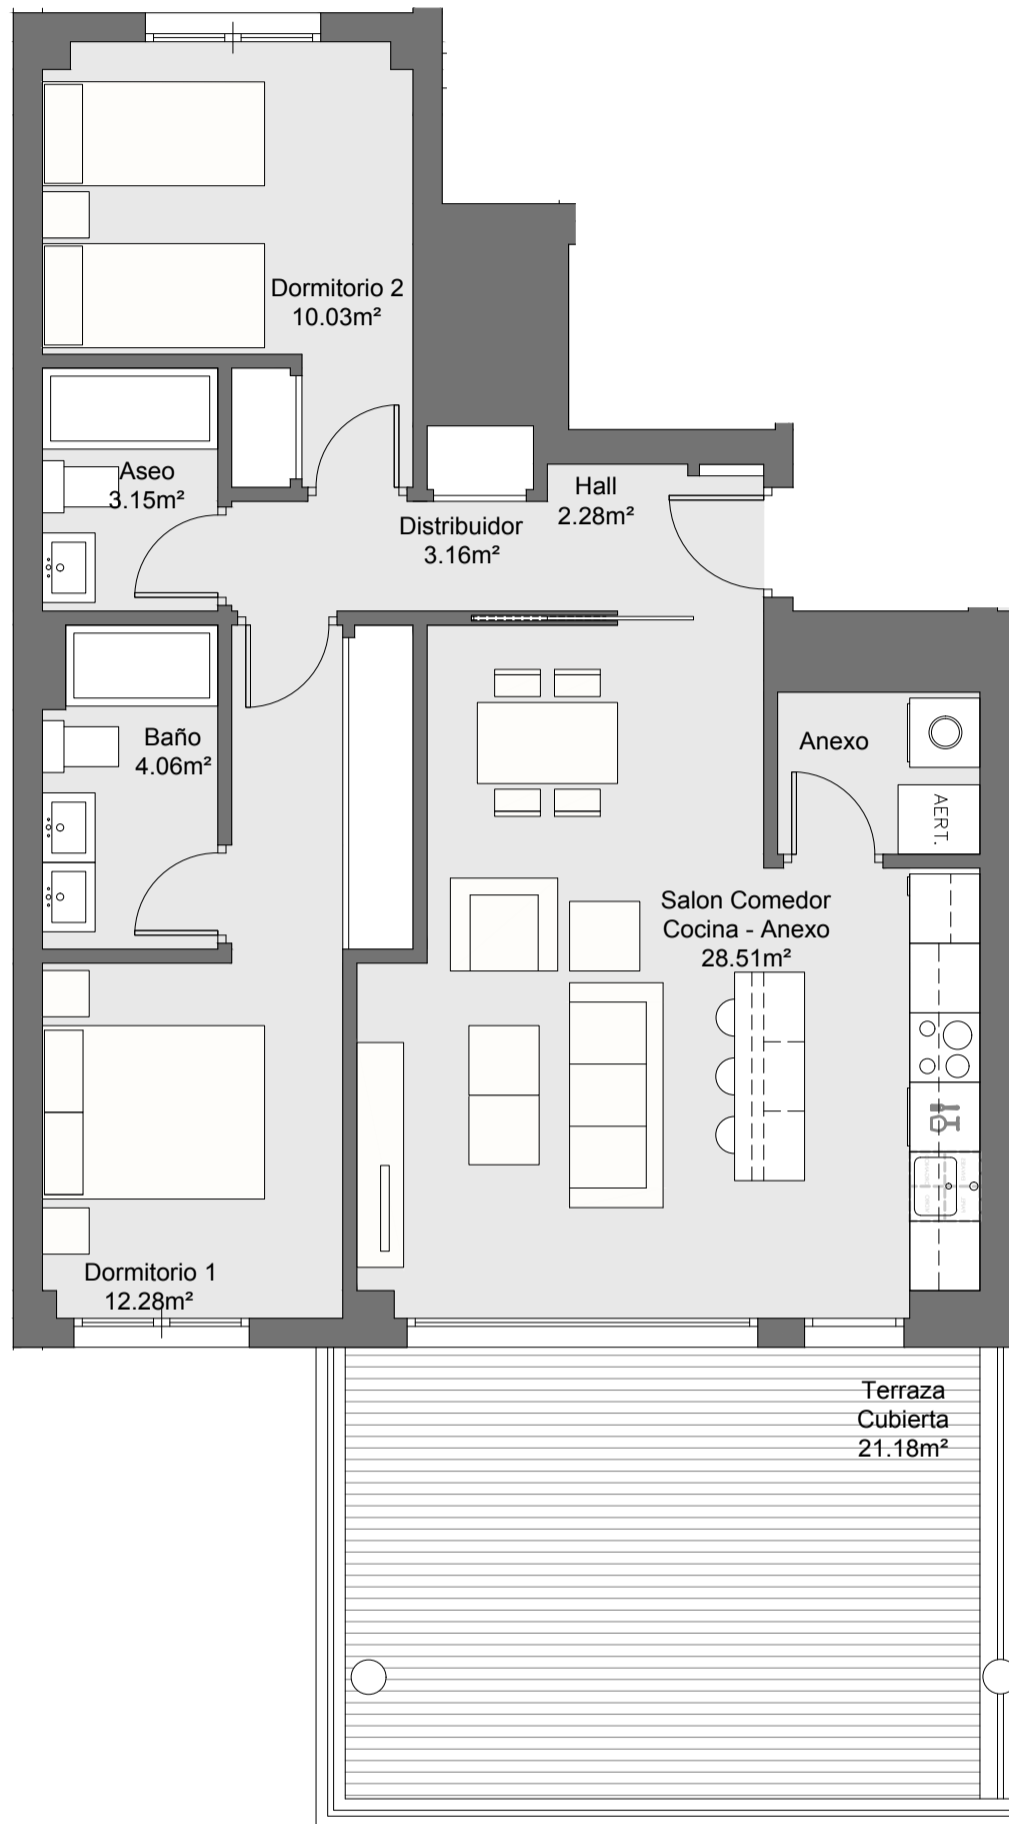 Dormitorio 2
10.03m²
Aseo
3.15m²
Hall
2.28m²
Distribuidor
3.16m²
Baño
4.06m²
Anexo
AERT.
Salon Comedor
Cocina - Anexo
28.51m²
Dormitorio 1
12.28m²
Terraza
Cubierta
21.18m²